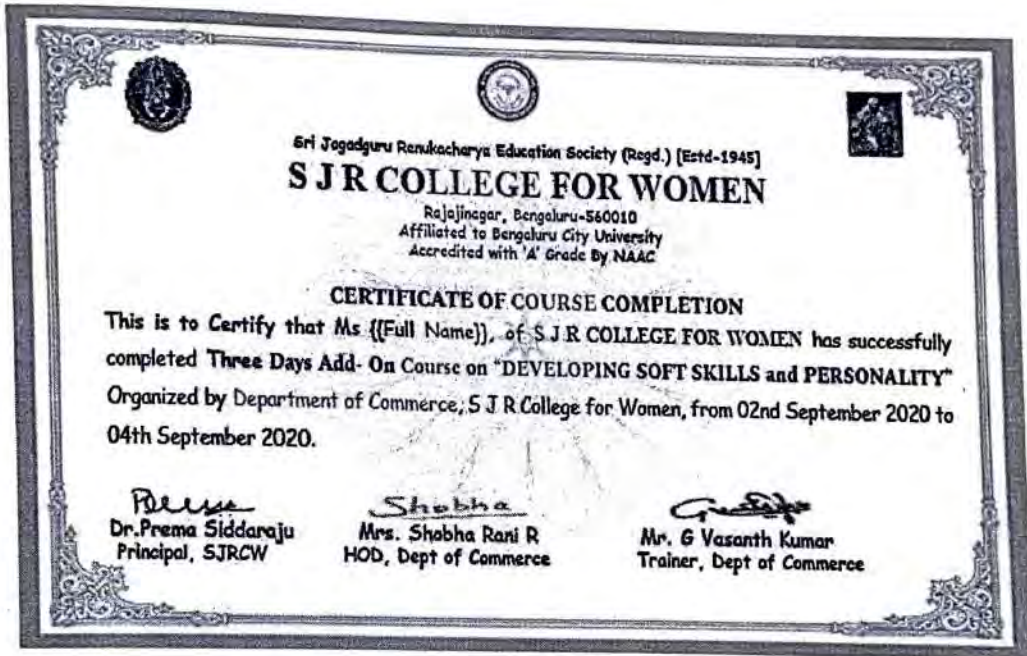 Sri Jagadguru Renukacharya Education Society (Regd.) [Estd-1945]
S J R COLLEGE FOR WOMEN
Rajajinagar, Bengaluru-560010
Affiliated to Bengaluru City University
Accredited with 'A' Grade By NAAC
CERTIFICATE OF COURSE COMPLETION
This is to Certify that Ms {{Full Name}}, of S J R COLLEGE FOR WOMEN has successfully
completed Three Days Add- On Course on "DEVELOPING SOFT SKILLS and PERSONALITY"
Organized by Department of Commerce, S J R College for Women, from 02nd September 2020 to
04th September 2020.
Shobha
Dr.Prema Siddaraju
Principal, SJRCW
Mrs. Shobha Rani R
HOD, Dept of Commerce
Mr. G Vasanth Kumar
Trainer, Dept of Commerce